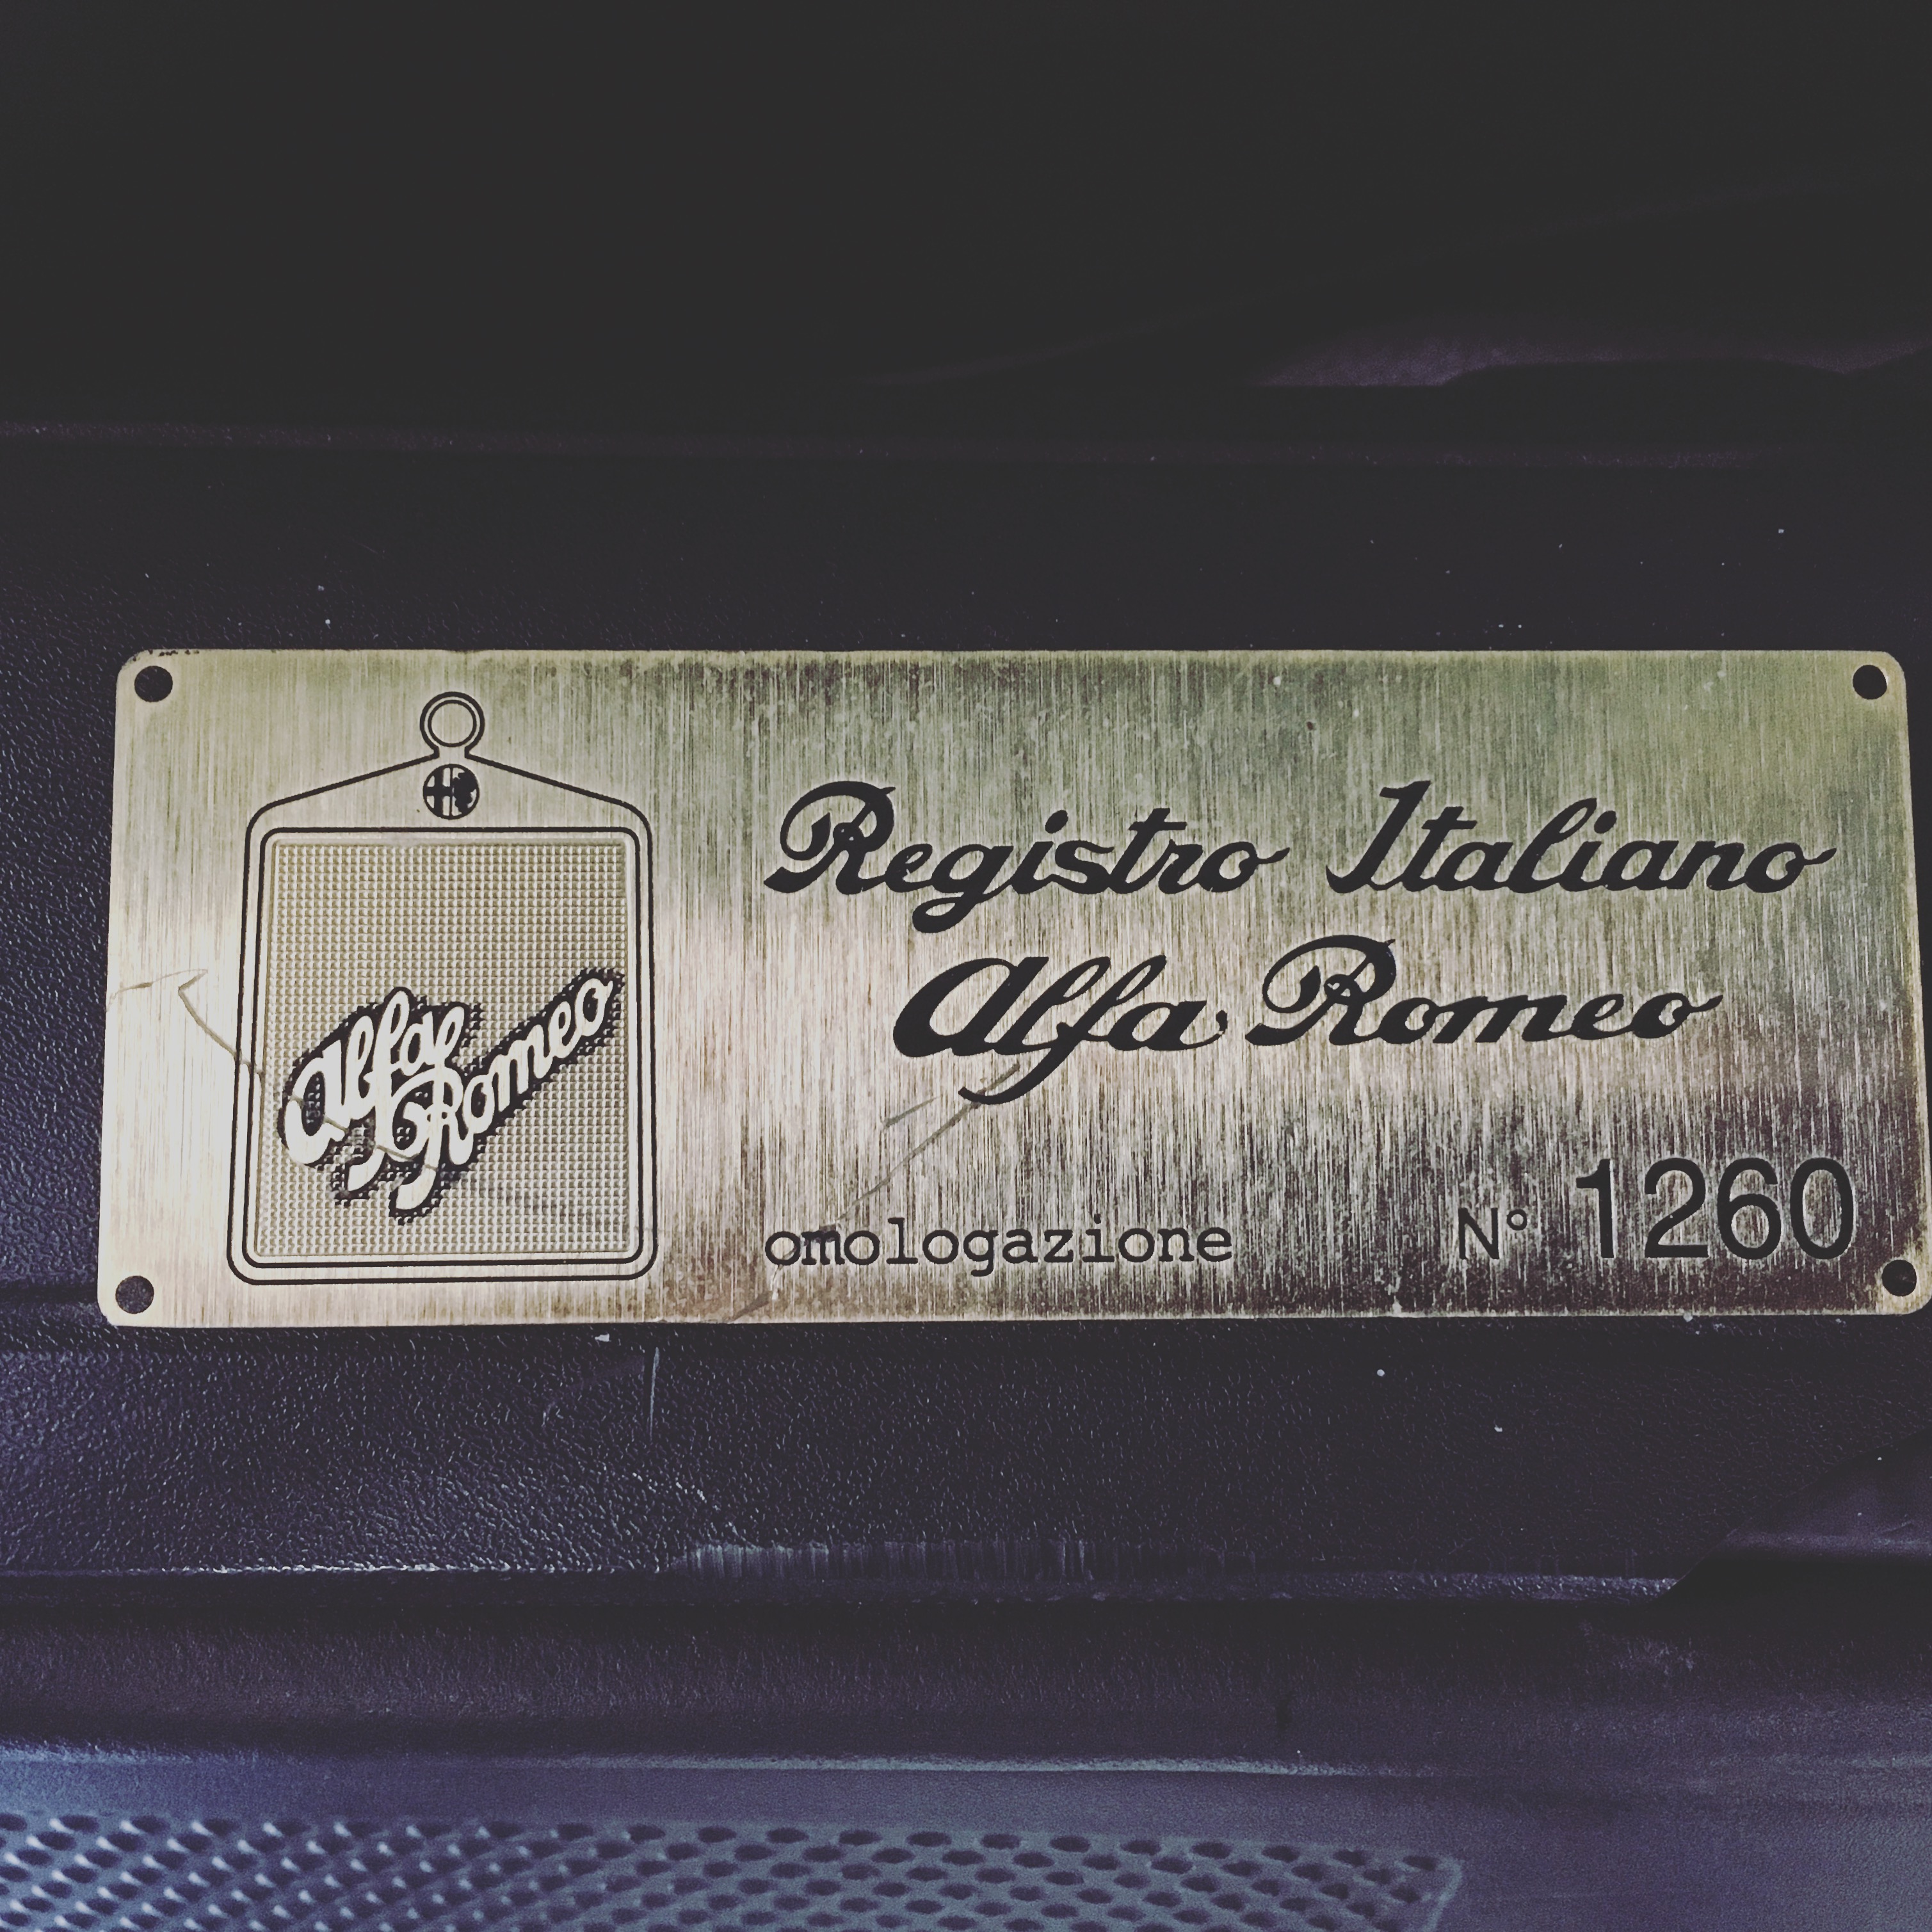 Alfa
Romeo
Registro Italiano
Alfa Romeo
omologazione N° 1260